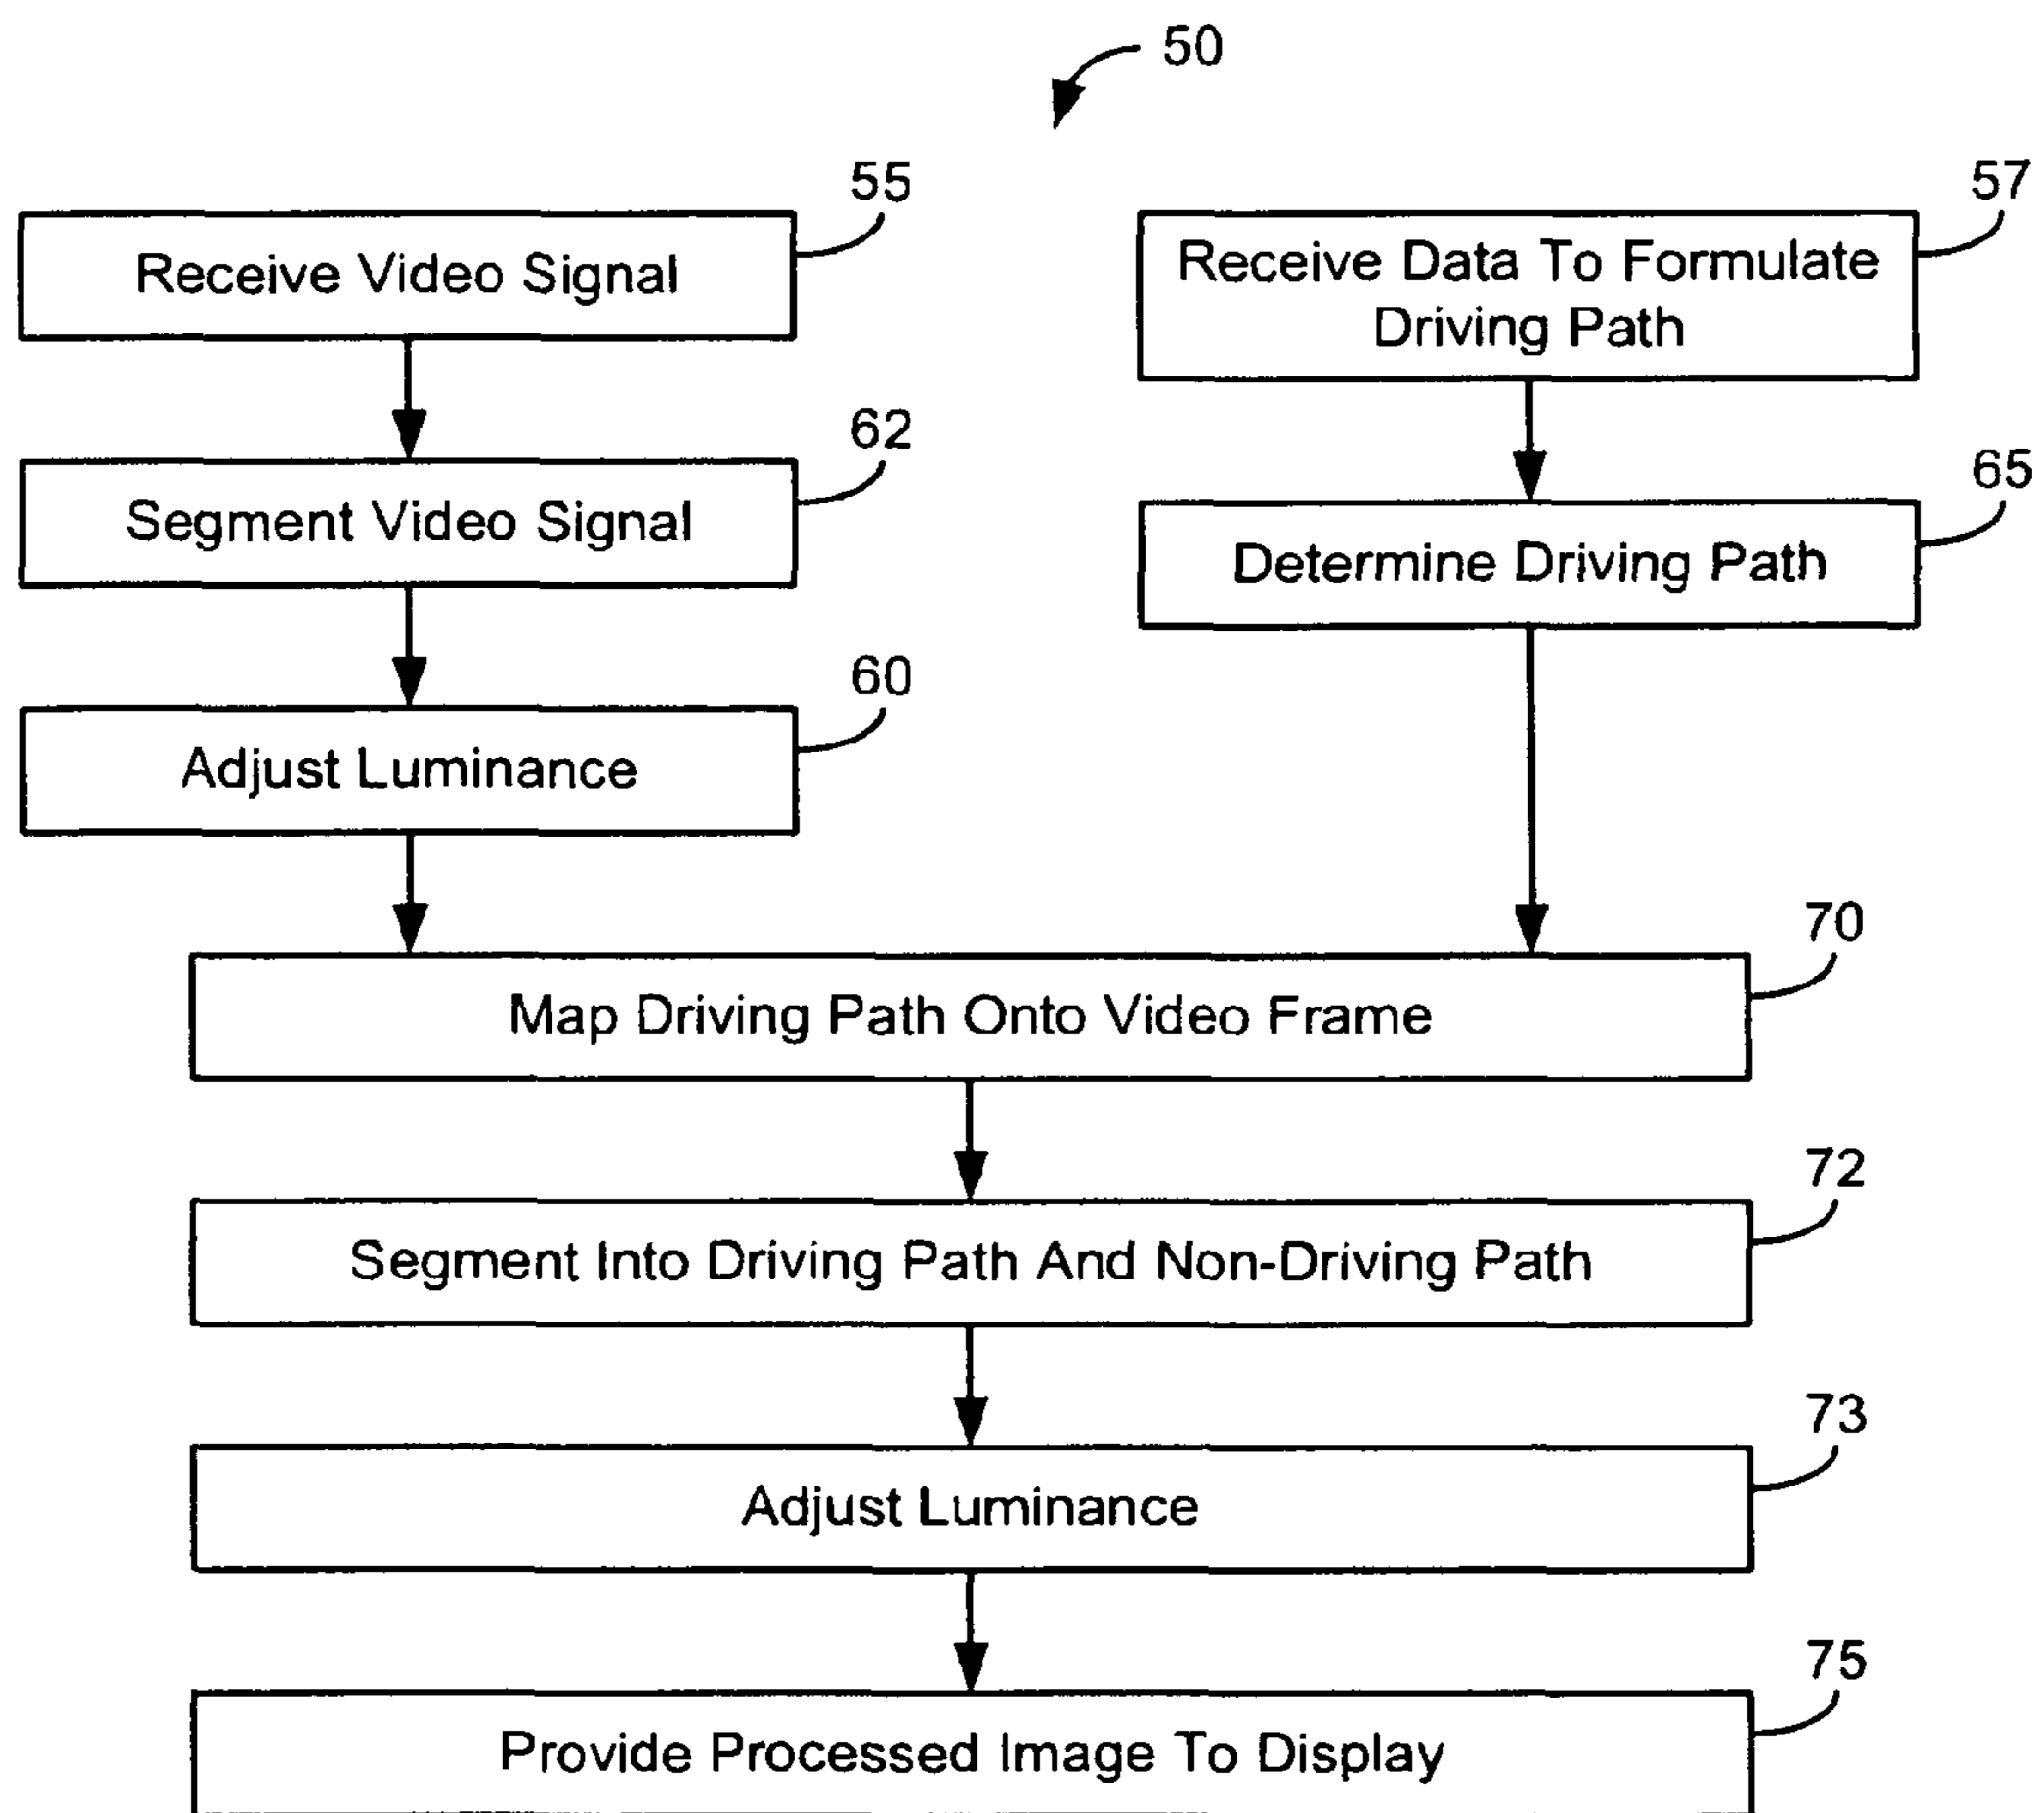 50
55
Receive Video Signal
57
Receive Data To Formulate
Driving Path
62
Segment Video Signal
65
Determine Driving Path
60
Adjust Luminance
70
Map Driving Path Onto Video Frame
72
Segment Into Driving Path And Non-Driving Path
73
Adjust Luminance
75
Provide Processed Image To Display